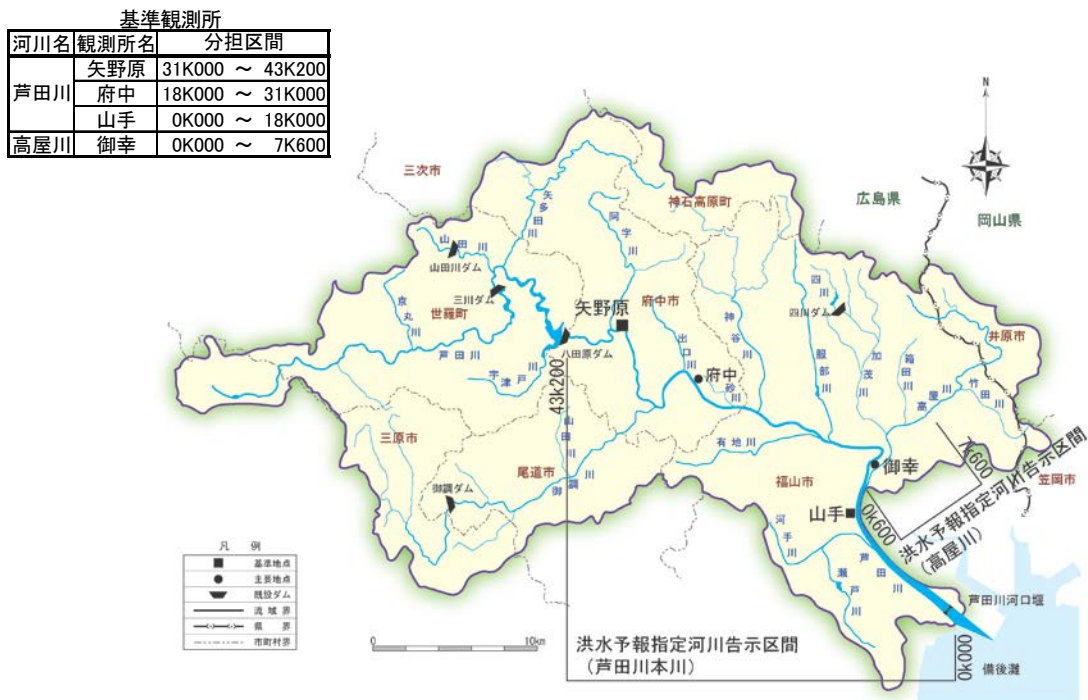 基準観測所
河川名 観測所名 分担区間
芦田川
矢野原 31K000 ～ 43K200
府中 18K000 ～ 31K000
山手 0K000 ～ 18K000
高屋川 御幸 0K000 ～ 7K600
N
三次市
神石高原町
広島県
岡山県
矢多田川
阿字川
山田川
山田川ダム
三川ダム
京丸川
世羅町
矢野原
府中市
神谷川
四川
四川ダム
井原市
芦田川
宇津戸川
八田原ダム
出口川
砂川
府中
服部川
加茂川
箱田川
高屋川
竹田川
43k200
三原市
山田川
尾道市
御調川
御調ダム
有地川
御幸
福山市
7k600
笠岡市
山手
0k600
洪水予報指定河川告示区間
（高屋川）
河手川
瀬戸川
芦田川
芦田川河口堰
凡 例
基準地点
主要地点
既設ダム
流域界
県界
市町村界
0 10km
洪水予報指定河川告示区間
（芦田川本川）
0k000
備後灘